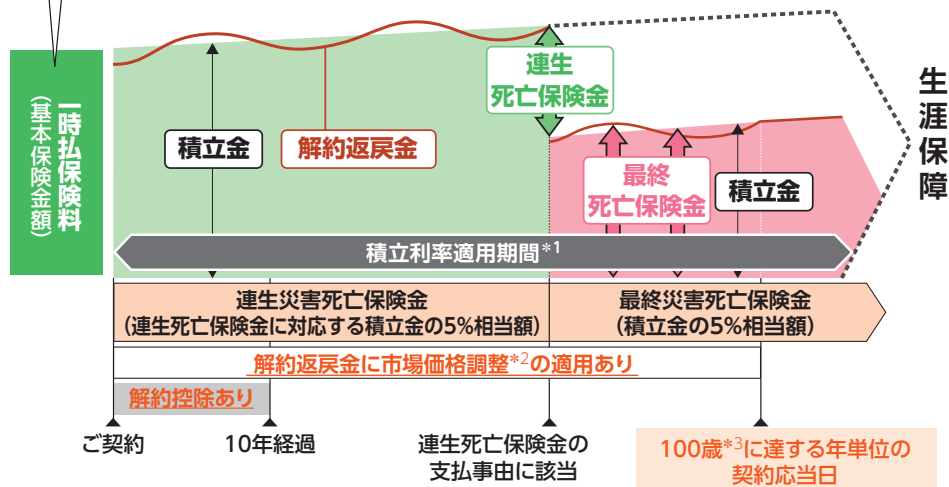 一時払保険料
（基本保険金額）
積立金
解約返戻金
連生
死亡保険金
最終
死亡保険金
積立金
生涯保障
積立利率適用期間*1
連生災害死亡保険金
（連生死亡保険金に対応する積立金の5%相当額）
最終災害死亡保険金
（積立金の5%相当額）
解約返戻金に市場価格調整*2の適用あり
解約控除あり
ご契約
10年経過
連生死亡保険金の
支払事由に該当
100歳*3に達する年単位の
契約応当日